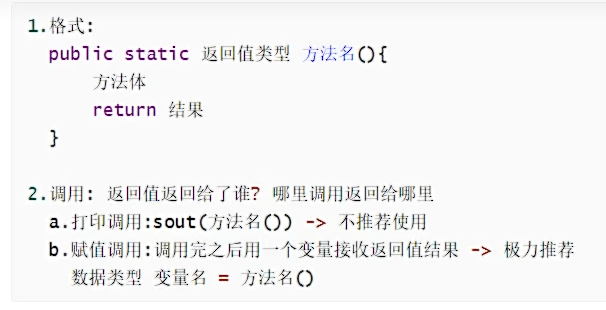 1.格式:
public static 返回值类型 方法名(){
方法体
return 结果
}
2.调用: 返回值返回给了谁? 哪里调用返回给哪里
a.打印调用:sout(方法名()) -> 不推荐使用
b.赋值调用:调用完之后用一个变量接收返回值结果 -> 极力推荐
数据类型 变量名 = 方法名()